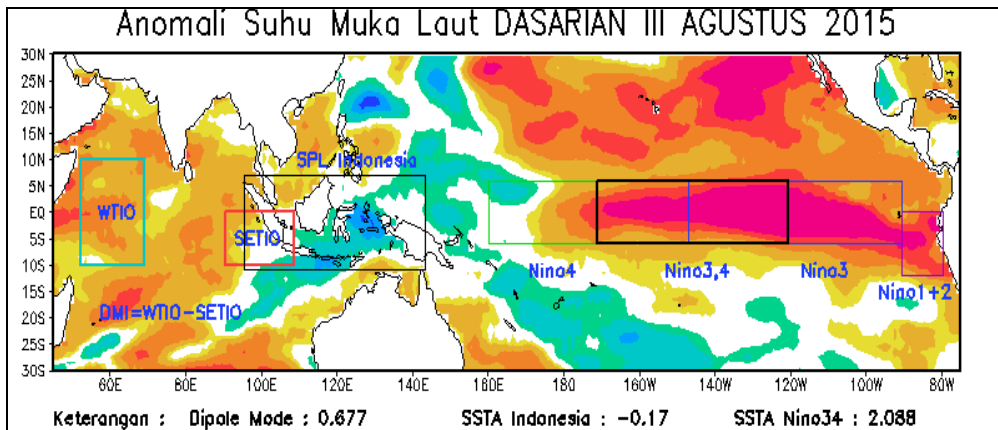 Anomali Suhu Muka Laut DASARIAN III AGUSTUS 2015
30N
25N
20N
15N
10N
5N
EQ
5S
10S
15S
20S
25S
30S
SPL Indonesia
WTIO
SETIO
Nino4
Nino3,4
Nino3
Nino1+2
DMI=WTIO-SETIO
60E 80E 100E 120E 140E 160E 180 160W 140W 120W 100W 80W
Keterangan : Dipole Mode : 0.677 SSTA Indonesia : -0.17 SSTA Nino34 : 2.088